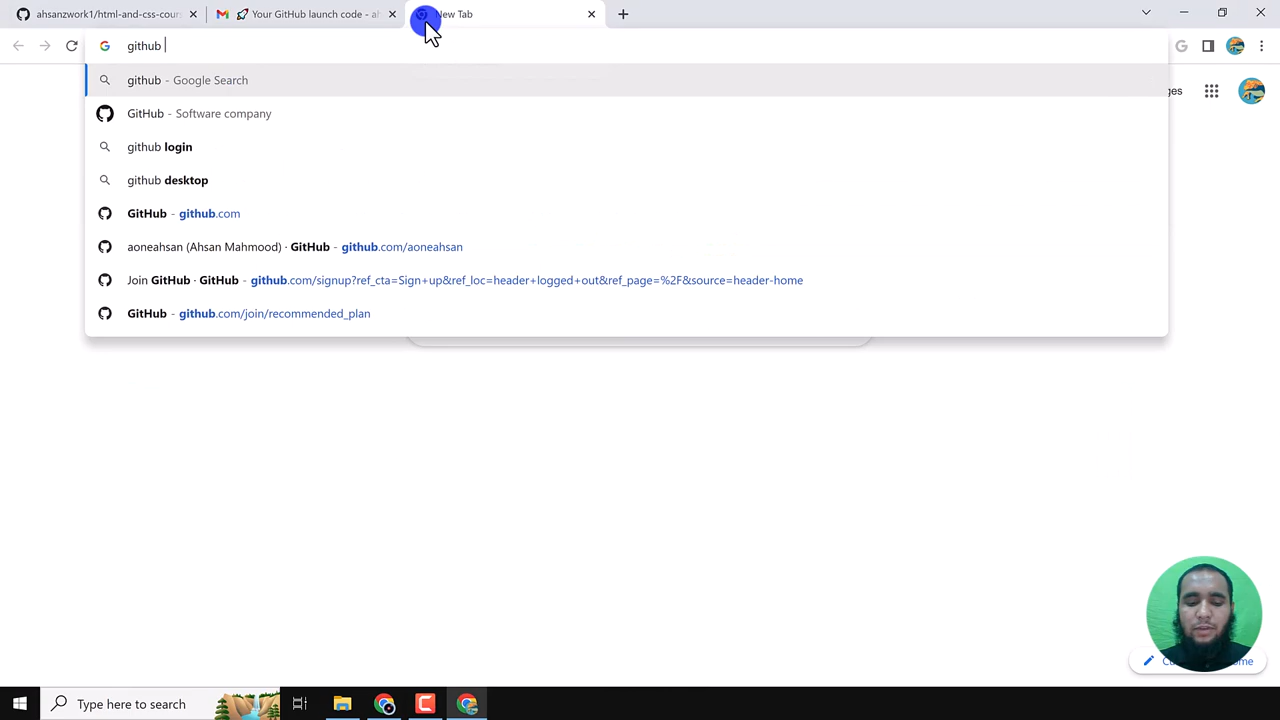 ahsanzwork1/html-and-css-cours
Your GitHub launch code - ah
New Tab
github
github - Google Search
ges
GitHub - Software company
github login
github desktop
GitHub - github.com
aoneahsan (Ahsan Mahmood) · GitHub - github.com/aoneahsan
Join GitHub · GitHub - github.com/signup?ref_cta=Sign+up&ref_loc=header+logged+out&ref_page=%2F&source=header-home
GitHub - github.com/join/recommended_plan
Type here to search